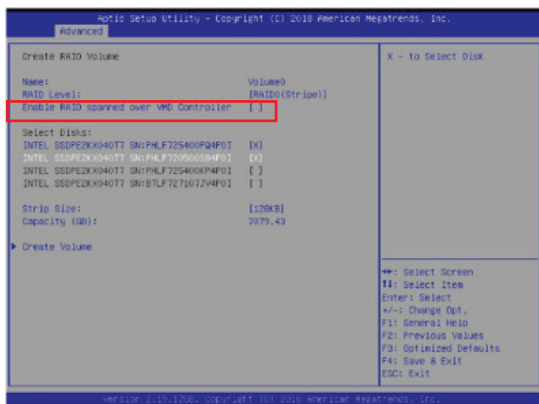 Aptio Setup Utility - Copyright (C) 2018 American Megatrends, Inc.
Advanced
Create RAID Volume
X - to Select Disk
Name: Volume0
RAID Level: [RAID0(Stripe)]
Enable RAID spanned over VMD Controller [ ]
Select Disks:
INTEL SSDPE2KX040T7 SN:PHLF725400PQ4P0I [X]
INTEL SSDPE2KX040T7 [X]
INTEL SSDPE2KX040T7 SN:PHLF725400KP4P0I [ ]
INTEL SSDPE2KX040T7 SN:BTLF727107JV4P0I [ ]
Strip Size: [128KB]
Capacity (GB): 7079.43
Create Volume
→←: Select Screen
↑↓: Select Item
Enter: Select
+/-: Change Opt.
F1: General Help
F2: Previous Values
F3: Optimized Defaults
F4: Save & Exit
ESC: Exit
Version 2.19.1268. Copyright (C) 2018 American Megatrends, Inc.